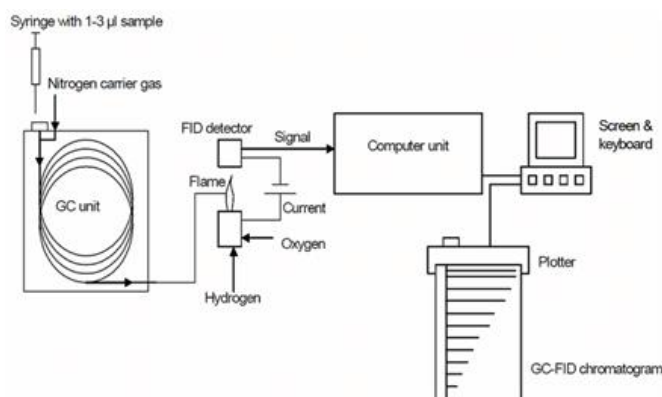 Syringe with 1-3 µl sample
Nitrogen carrier gas
FID detector
Signal
Computer unit
Screen &
keyboard
GC unit
Flame
Current
Oxygen
Hydrogen
Plotter
GC-FID chromatogram